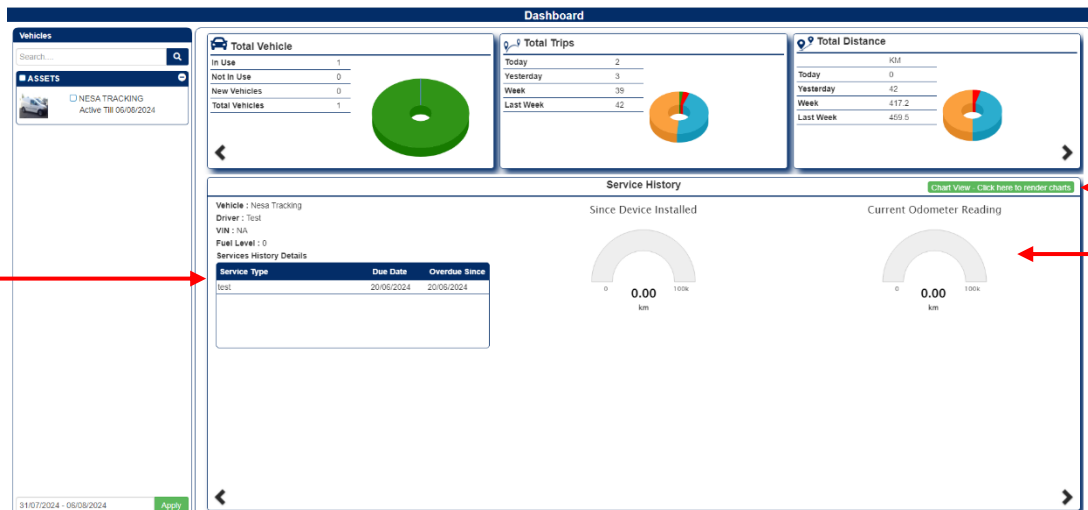 Dashboard
Vehicles
Search...
ASSETS
NESA TRACKING
Active Till 06/08/2024
31/07/2024 - 06/08/2024 Apply
Total Vehicle
In Use 1
Not In Use 0
New Vehicles 0
Total Vehicles 1
Total Trips
Today 2
Yesterday 3
Week 39
Last Week 42
Total Distance
KM
Today 0
Yesterday 42
Week 417.2
Last Week 459.5
Service History
Chart View - Click here to render charts
Vehicle : Nesa Tracking
Driver : Test
VIN : NA
Fuel Level : 0
Services History Details
Service Type Due Date Overdue Since
test 20/06/2024 20/06/2024
Since Device Installed
0 100k
0.00
km
Current Odometer Reading
0 100k
0.00
km